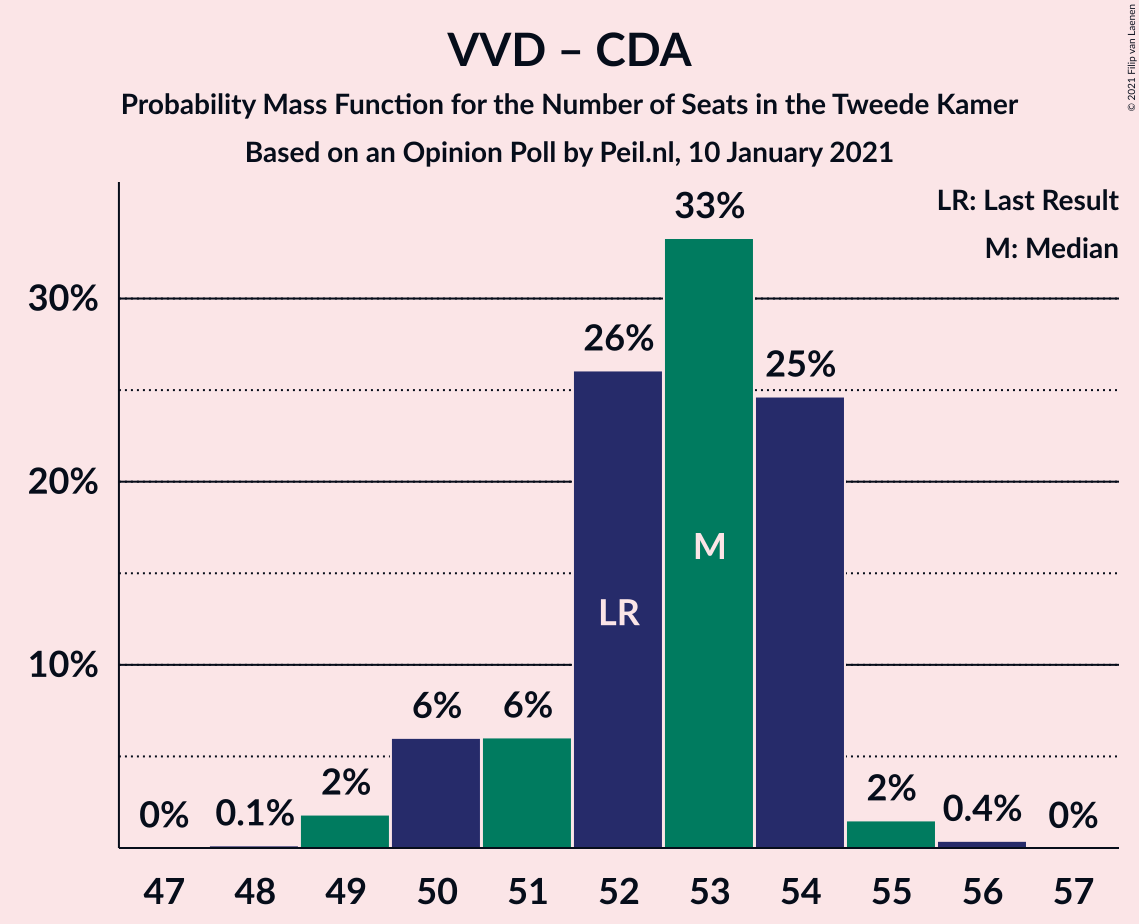 VVD – CDA
Probability Mass Function for the Number of Seats in the Tweede Kamer
Based on an Opinion Poll by Peil.nl, 10 January 2021
© 2021 Filip van Laenen
LR: Last Result
M: Median
30%
20%
10%
0%
0.1%
2%
6%
6%
26%
33%
25%
2%
0.4%
0%
LR
M
47 48 49 50 51 52 53 54 55 56 57